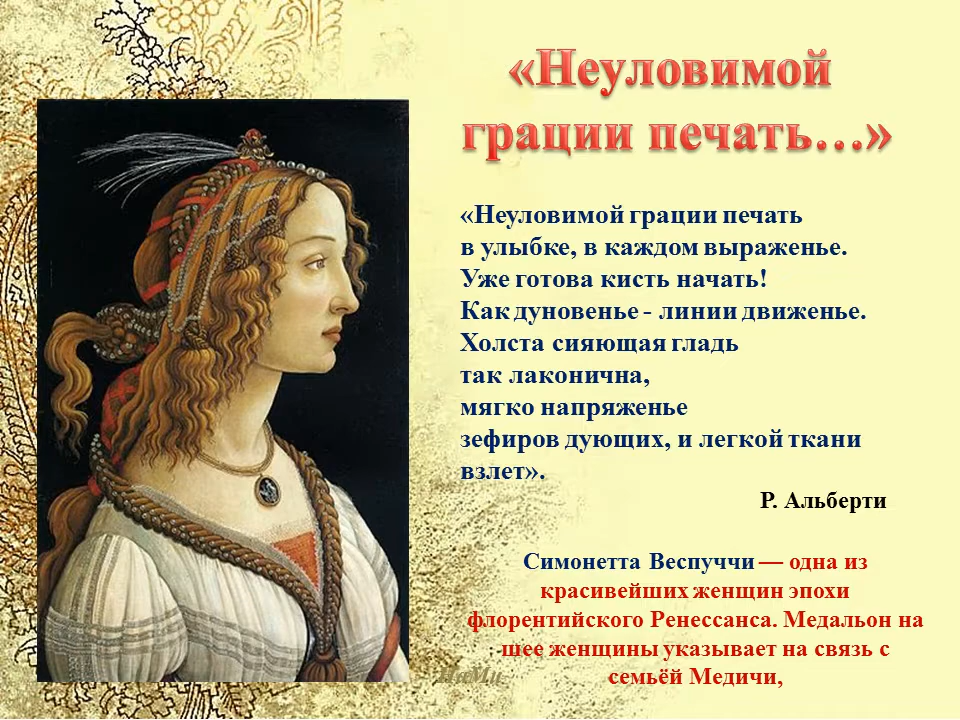 «Неуловимой
грации печать…»
«Неуловимой грации печать
в улыбке, в каждом выраженье.
Уже готова кисть начать!
Как дуновенье - линии движенье.
Холста сияющая гладь
так лаконична,
мягко напряженье
зефиров дующих, и легкой ткани
взлет».
Р. Альберти
Симонетта Веспуччи — одна из
красивейших женщин эпохи
флорентийского Ренессанса. Медальон на
шее женщины указывает на связь с
семьёй Медичи,